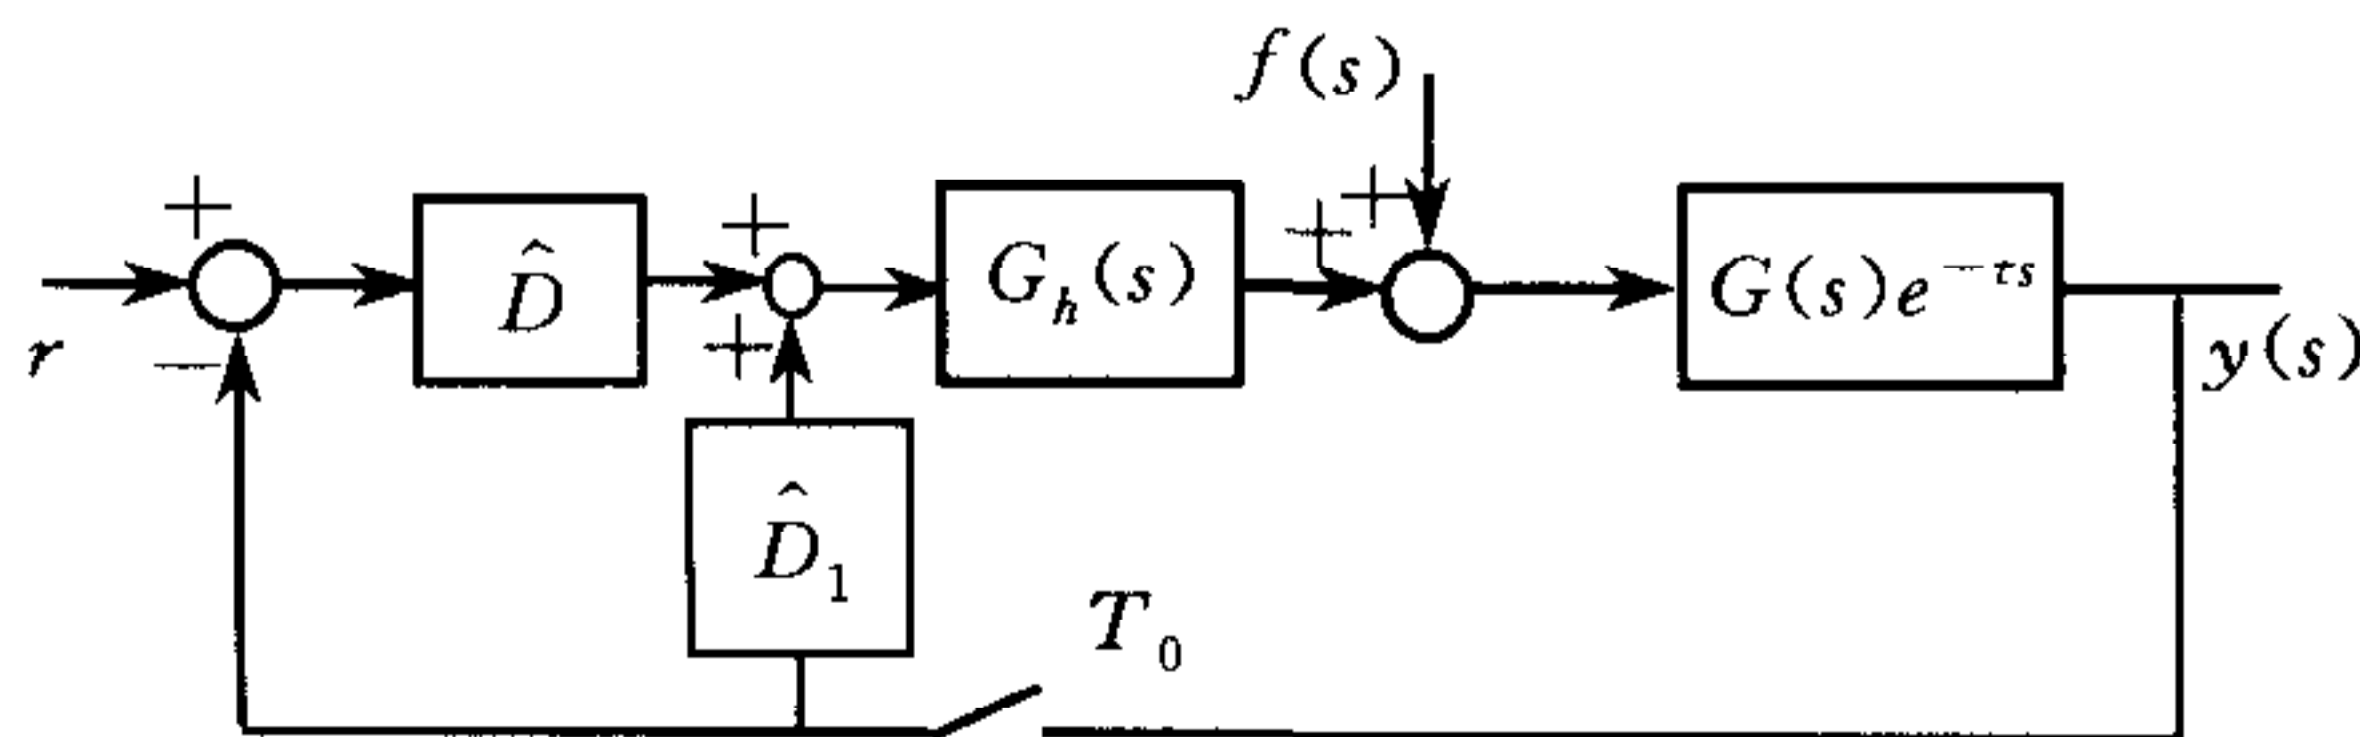 f(s)
+
+
+
+
D̂
G_h(s)
G(s)e^{-τs}
r
−
+
y(s)
D̂_1
T_0